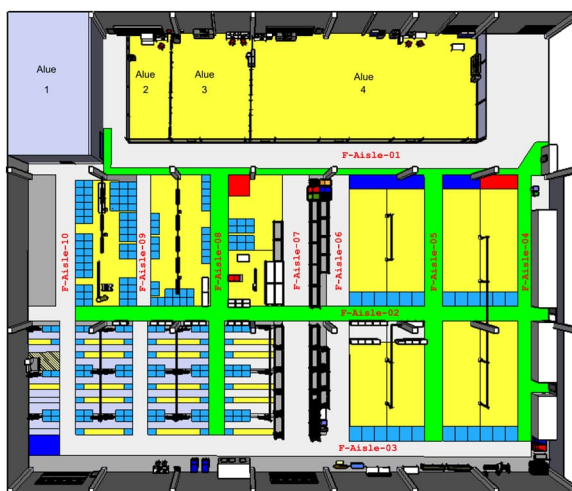 Alue
1
Alue
2
Alue
3
Alue
4
F-Aisle-01
F-Aisle-10
F-Aisle-09
F-Aisle-08
F-Aisle-07
F-Aisle-06
F-Aisle-05
F-Aisle-04
F-Aisle-02
F-Aisle-03